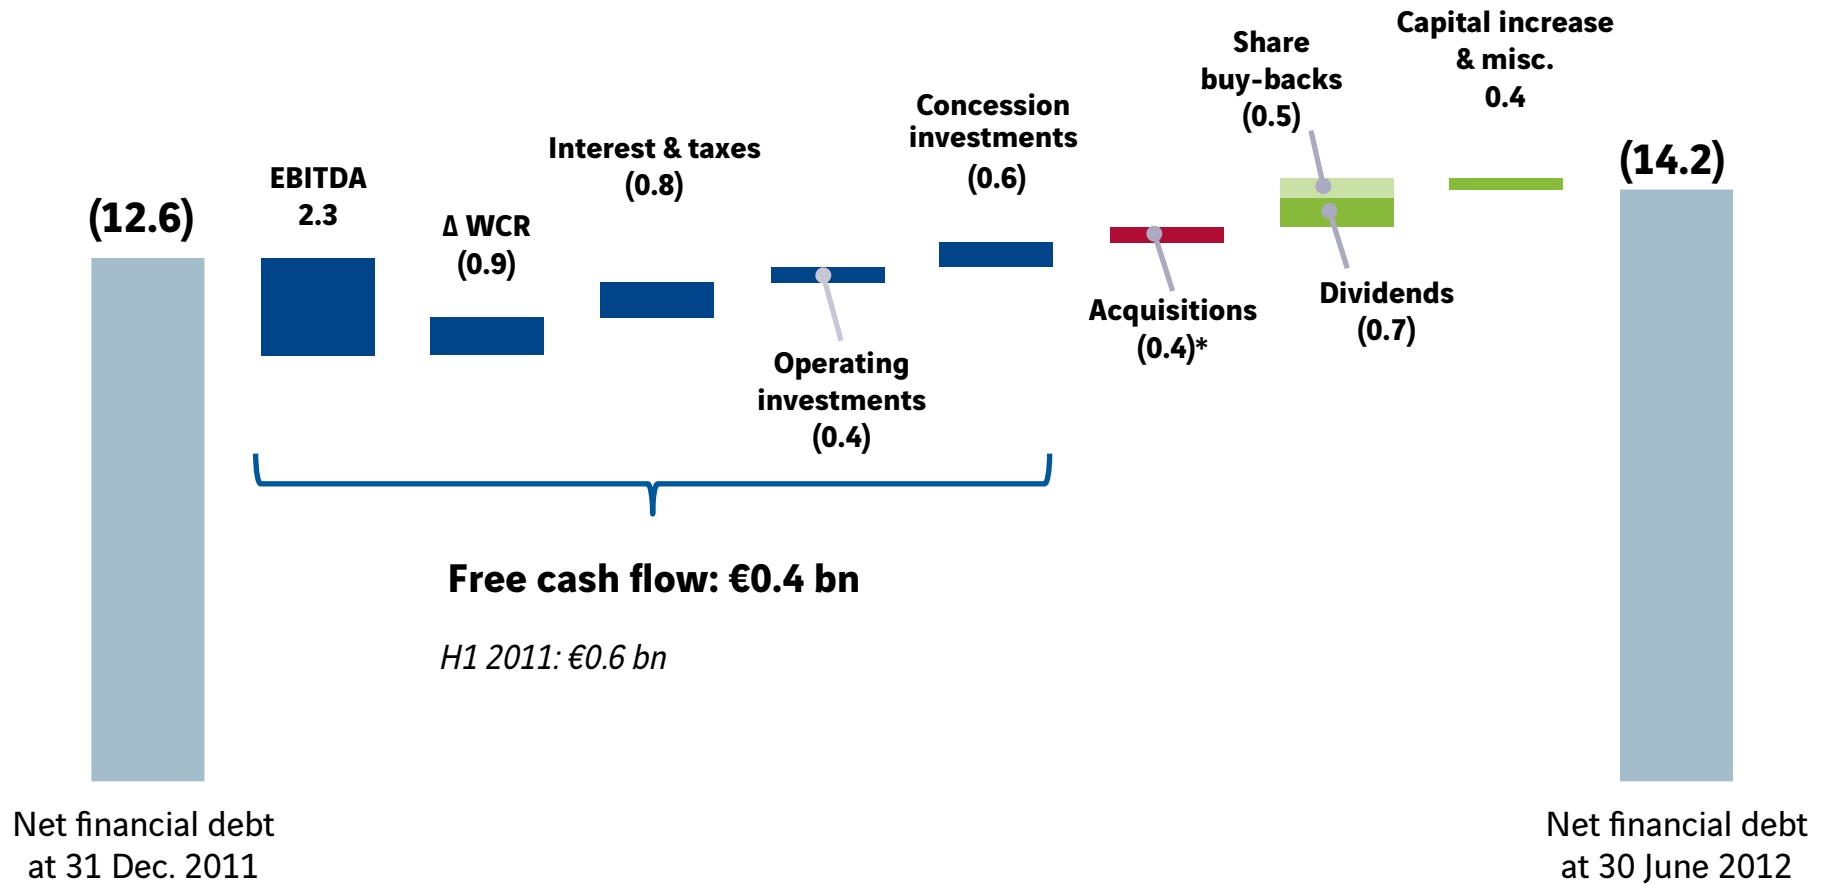 (12.6)
EBITDA
2.3
Δ WCR
(0.9)
Interest & taxes
(0.8)
Operating
investments
(0.4)
Concession
investments
(0.6)
Acquisitions
(0.4)*
Share
buy-backs
(0.5)
Dividends
(0.7)
Capital increase
& misc.
0.4
(14.2)
Free cash flow: €0.4 bn
H1 2011: €0.6 bn
Net financial debt
at 31 Dec. 2011
Net financial debt
at 30 June 2012